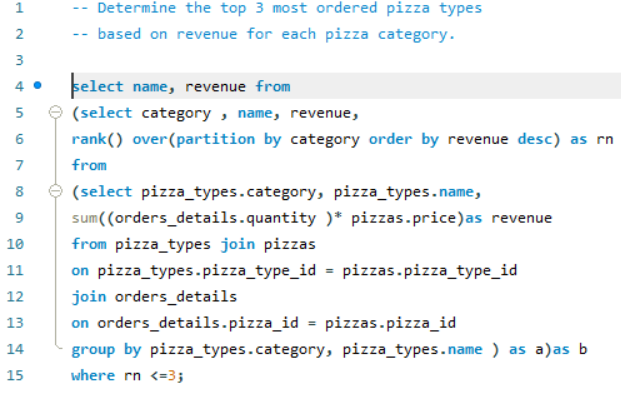 1 -- Determine the top 3 most ordered pizza types
2 -- based on revenue for each pizza category.
3
4 select name, revenue from
5 (select category , name, revenue,
6 rank() over(partition by category order by revenue desc) as rn
7 from
8 (select pizza_types.category, pizza_types.name,
9 sum((orders_details.quantity )* pizzas.price)as revenue
10 from pizza_types join pizzas
11 on pizza_types.pizza_type_id = pizzas.pizza_type_id
12 join orders_details
13 on orders_details.pizza_id = pizzas.pizza_id
14 group by pizza_types.category, pizza_types.name ) as a)as b
15 where rn <=3;